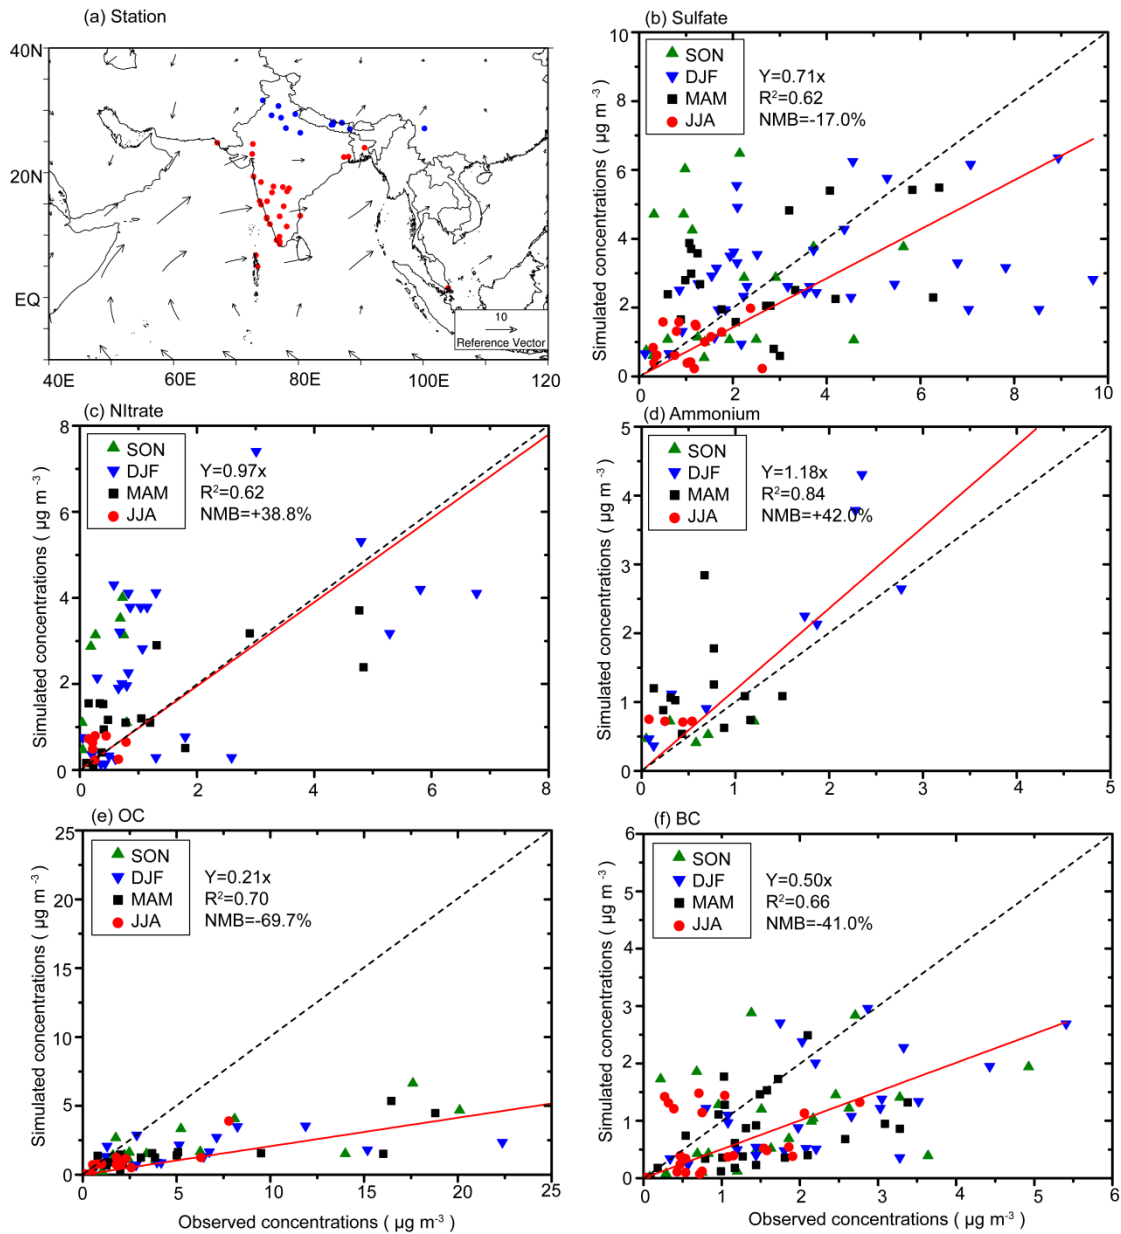 (a) Station
40N
20N
EQ
40E
60E
80E
100E
120
10
Reference Vector
(b) Sulfate
SON
DJF
MAM
JJA
Y=0.71x
R²=0.62
NMB=-17.0%
Simulated concentrations ( µg m⁻³ )
10
8
6
4
2
0
0
2
4
6
8
10
(c) NItrate
SON
DJF
MAM
JJA
Y=0.97x
R²=0.62
NMB=+38.8%
Simulated concentrations ( µg m⁻³ )
8
6
4
2
0
0
2
4
6
8
(d) Ammonium
SON
DJF
MAM
JJA
Y=1.18x
R²=0.84
NMB=+42.0%
Simulated concentrations ( µg m⁻³ )
5
4
3
2
1
0
0
1
2
3
4
5
(e) OC
SON
DJF
MAM
JJA
Y=0.21x
R²=0.70
NMB=-69.7%
Simulated concentrations ( µg m⁻³ )
25
20
15
10
5
0
0
5
10
15
20
25
Observed concentrations ( µg m⁻³ )
(f) BC
SON
DJF
MAM
JJA
Y=0.50x
R²=0.66
NMB=-41.0%
Simulated concentrations ( µg m⁻³ )
6
5
4
3
2
1
0
0
1
2
3
4
5
6
Observed concentrations ( µg m⁻³ )